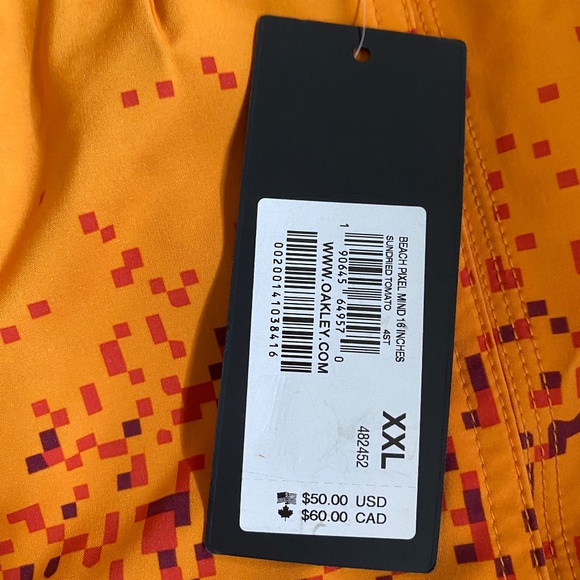 BEACH PIXEL MIND 16 INCHES
SUNDRIED TOMATO 4ST
1 90645 64957 0
WWW.OAKLEY.COM
00200141038416
XXL
482452
$50.00 USD
$60.00 CAD